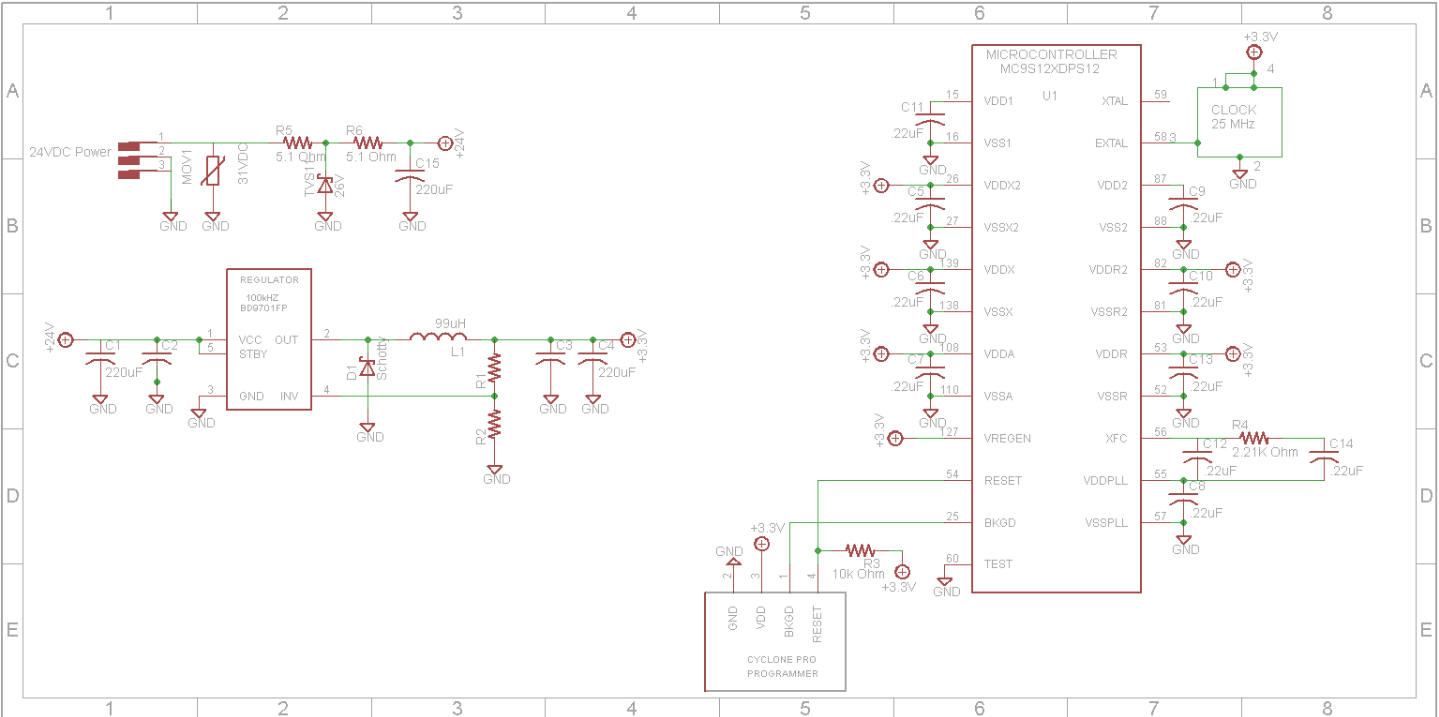 1 2 3 4 5 6 7 8
A
B
C
D
E
A
B
C
D
E
1 2 3 4 5 6 7 8
24VDC Power
1
2
3
MOV1
31VDC
R5
5.1 Ohm
R6
5.1 Ohm
TVS1
26V
C15
220uF
+24V
GND
GND
GND
GND
REGULATOR
100kHZ
BD9701FP
VCC OUT
STBY
GND INV
1
5
3
2
4
+24V
C1
220uF
C2
GND
GND
GND
D1
Schotty
GND
99uH
L1
R1
R2
GND
C3
C4
220uF
GND
GND
+3.3V
MICROCONTROLLER
MC9S12XDPS12
U1
15 VDD1
16 VSS1
26 VDDX2
27 VSSX2
139 VDDX
138 VSSX
108 VDDA
110 VSSA
127 VREGEN
54 RESET
25 BKGD
60 TEST
XTAL 59
EXTAL 58
VDD2 87
VSS2 88
VDDR2 82
VSSR2 81
VDDR 53
VSSR 52
XFC 56
VDDPLL 55
VSSPLL 57
C11
.22uF
GND
+3.3V
C5
.22uF
GND
+3.3V
C6
.22uF
GND
+3.3V
C7
.22uF
GND
+3.3V
GND
+3.3V
1
4
CLOCK
25 MHz
3
2
GND
C9
.22uF
GND
C10
.22uF
+3.3V
GND
C13
.22uF
+3.3V
GND
R4
2.21K Ohm
C12
.22uF
C14
.22uF
C8
.22uF
GND
GND
+3.3V
R3
10k Ohm
+3.3V
2
3
1
4
GND
VDD
BKGD
RESET
CYCLONE PRO
PROGRAMMER